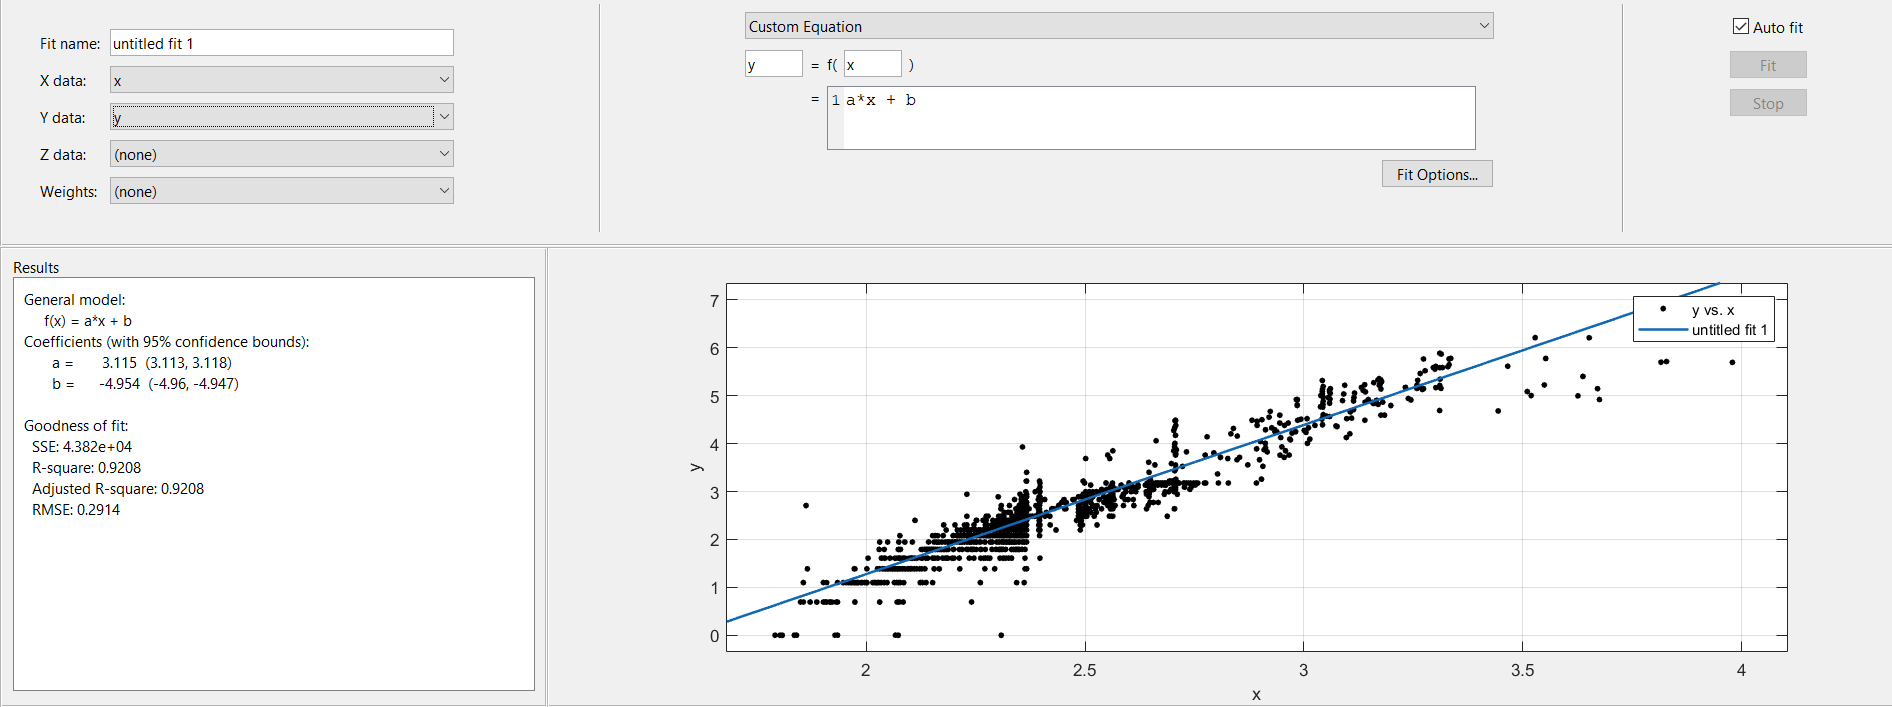 Fit name: untitled fit 1
X data: x
Y data: y
Z data: (none)
Weights: (none)
Custom Equation
y = f( x )
= 1 a*x + b
Fit Options...
Auto fit
Fit
Stop
Results
General model:
f(x) = a*x + b
Coefficients (with 95% confidence bounds):
a = 3.115 (3.113, 3.118)
b = -4.954 (-4.96, -4.947)
Goodness of fit:
SSE: 4.382e+04
R-square: 0.9208
Adjusted R-square: 0.9208
RMSE: 0.2914
y vs. x
untitled fit 1
7
6
5
4
3
2
1
0
y
2 2.5 3 3.5 4
x